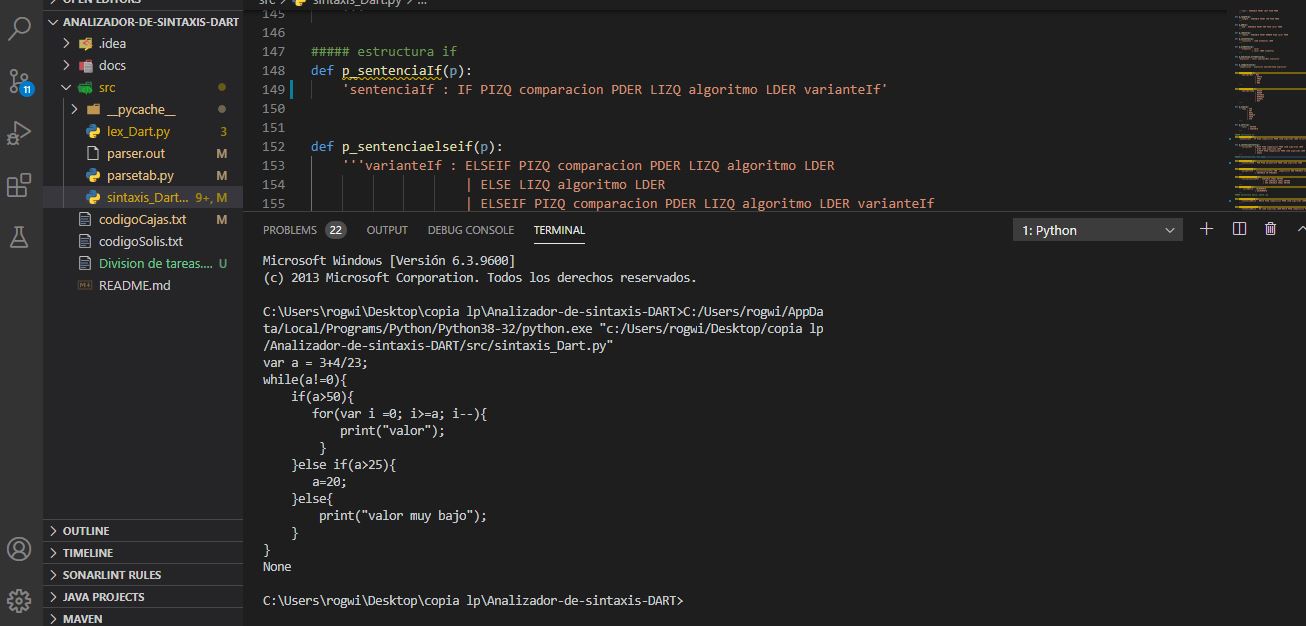 OPEN EDITORS
ANALIZADOR-DE-SINTAXIS-DART
.idea
docs
src
__pycache__
lex_Dart.py 3
parser.out M
parsetab.py M
sintaxis_Dart... 9+, M
codigoCajas.txt M
codigoSolis.txt
Division de tareas.... U
README.md
OUTLINE
TIMELINE
SONARLINT RULES
JAVA PROJECTS
MAVEN
11
src > sintaxis_Dart.py > ...
145 '''
146
147 ##### estructura if
148 def p_sentenciaIf(p):
149 'sentenciaIf : IF PIZQ comparacion PDER LIZQ algoritmo LDER varianteIf'
150
151
152 def p_sentenciaelseif(p):
153 '''varianteIf : ELSEIF PIZQ comparacion PDER LIZQ algoritmo LDER
154 | ELSE LIZQ algoritmo LDER
155 | ELSEIF PIZQ comparacion PDER LIZQ algoritmo LDER varianteIf
PROBLEMS 22 OUTPUT DEBUG CONSOLE TERMINAL 1: Python
Microsoft Windows [Versión 6.3.9600]
(c) 2013 Microsoft Corporation. Todos los derechos reservados.
C:\Users\rogwi\Desktop\copia lp\Analizador-de-sintaxis-DART>C:/Users/rogwi/AppDa
ta/Local/Programs/Python/Python38-32/python.exe "c:/Users/rogwi/Desktop/copia lp
/Analizador-de-sintaxis-DART/src/sintaxis_Dart.py"
var a = 3+4/23;
while(a!=0){
if(a>50){
for(var i =0; i>=a; i--){
print("valor");
}
}else if(a>25){
a=20;
}else{
print("valor muy bajo");
}
}
None
C:\Users\rogwi\Desktop\copia lp\Analizador-de-sintaxis-DART>